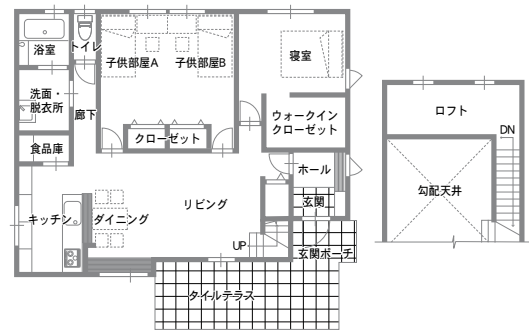 浴室
トイレ
子供部屋A
子供部屋B
寝室
洗面・
脱衣所
廊下
ウォークイン
クローゼット
クローゼット
食品庫
ホール
玄関
キッチン
ダイニング
リビング
UP
玄関ポーチ
タイルテラス
ロフト
DN
勾配天井